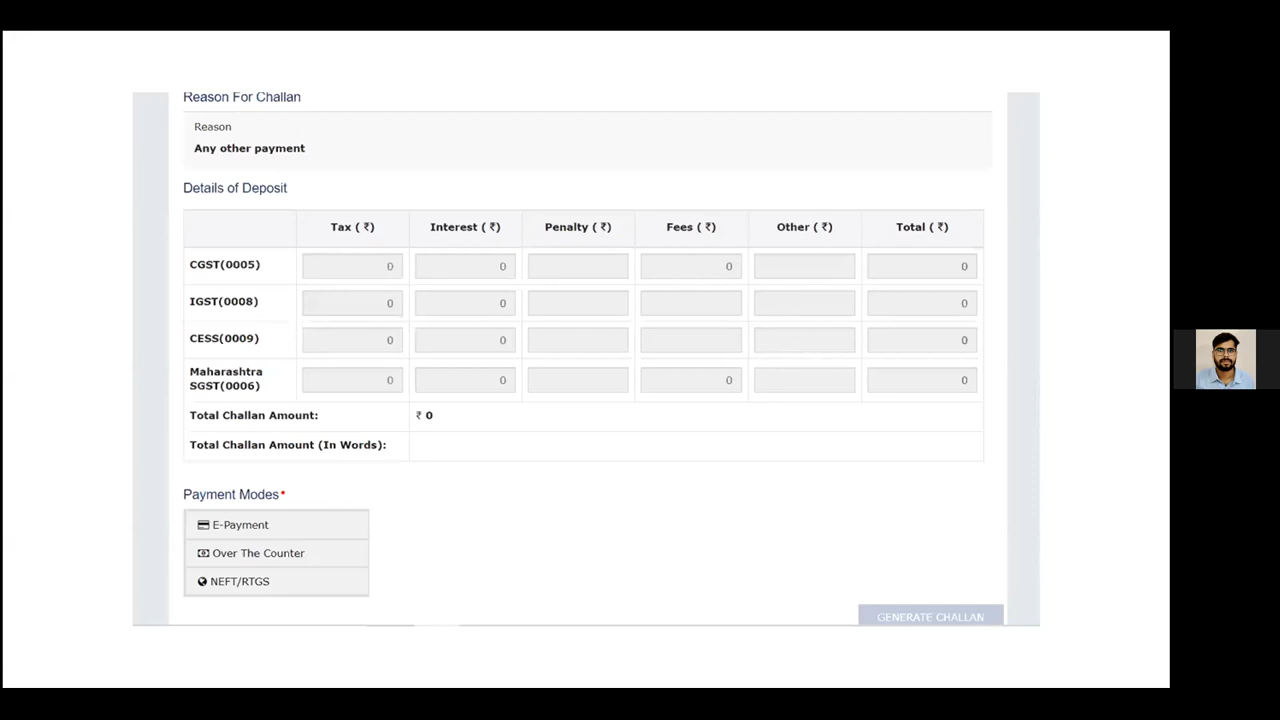 Reason For Challan
Reason
Any other payment
Details of Deposit
Tax ( ₹) Interest ( ₹) Penalty ( ₹) Fees ( ₹) Other ( ₹) Total ( ₹)
CGST(0005) 0 0 0 0
IGST(0008) 0 0 0
CESS(0009) 0 0 0
Maharashtra
SGST(0006) 0 0 0 0
Total Challan Amount: ₹ 0
Total Challan Amount (In Words):
Payment Modes•
E-Payment
Over The Counter
NEFT/RTGS
GENERATE CHALLAN